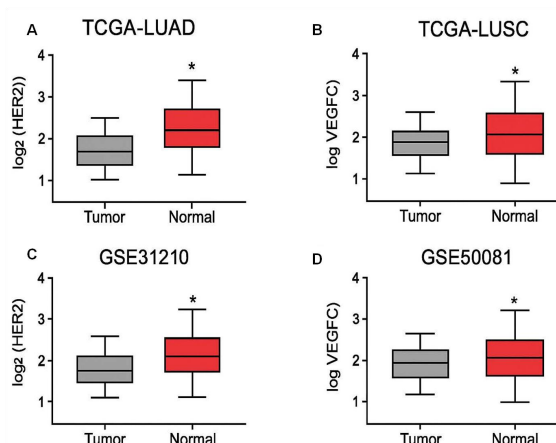 A
TCGA-LUAD
log2 (HER2))
4
3
2
1
*
Tumor
Normal
B
TCGA-LUSC
log VEGFC)
4
3
2
1
*
Tumor
Normal
C
GSE31210
log2 (HER2)
4
3
2
1
*
Tumor
Normal
D
GSE50081
log VEGFC)
4
3
2
1
*
Tumor
Normal